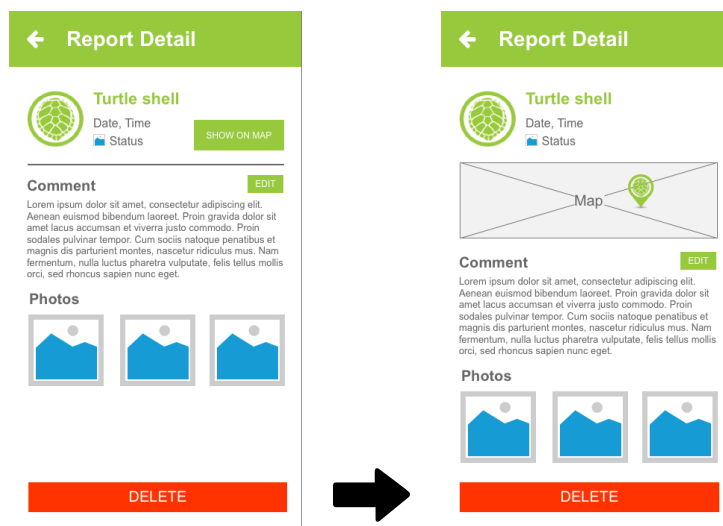 Report Detail
Turtle shell
Date, Time
Status
SHOW ON MAP
Comment
EDIT
Lorem ipsum dolor sit amet, consectetur adipiscing elit.
Aenean euismod bibendum laoreet. Proin gravida dolor sit
amet lacus accumsan et viverra justo commodo. Proin
sodales pulvinar tempor. Cum sociis natoque penatibus et
magnis dis parturient montes, nascetur ridiculus mus. Nam
fermentum, nulla luctus pharetra vulputate, felis tellus mollis
orci, sed rhoncus sapien nunc eget.
Photos
DELETE
Report Detail
Turtle shell
Date, Time
Status
Map
Comment
EDIT
Lorem ipsum dolor sit amet, consectetur adipiscing elit.
Aenean euismod bibendum laoreet. Proin gravida dolor sit
amet lacus accumsan et viverra justo commodo. Proin
sodales pulvinar tempor. Cum sociis natoque penatibus et
magnis dis parturient montes, nascetur ridiculus mus. Nam
fermentum, nulla luctus pharetra vulputate, felis tellus mollis
orci, sed rhoncus sapien nunc eget.
Photos
DELETE